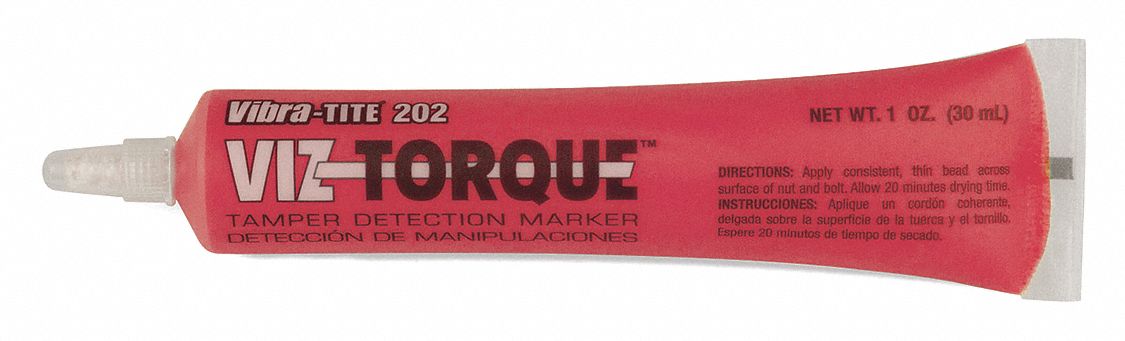 Vibra-TITE® 202
VIZ-TORQUE™
TAMPER DETECTION MARKER
DETECCIÓN DE MANIPULACIONES
NET WT. 1 OZ. (30 mL)
DIRECTIONS: Apply consistent, thin bead across
surface of nut and bolt. Allow 20 minutes drying time.
INSTRUCCIONES: Aplique un cordón coherente,
delgada sobre la superficie de la tuerca y el tornillo.
Espere 20 minutos de tiempo de secado.